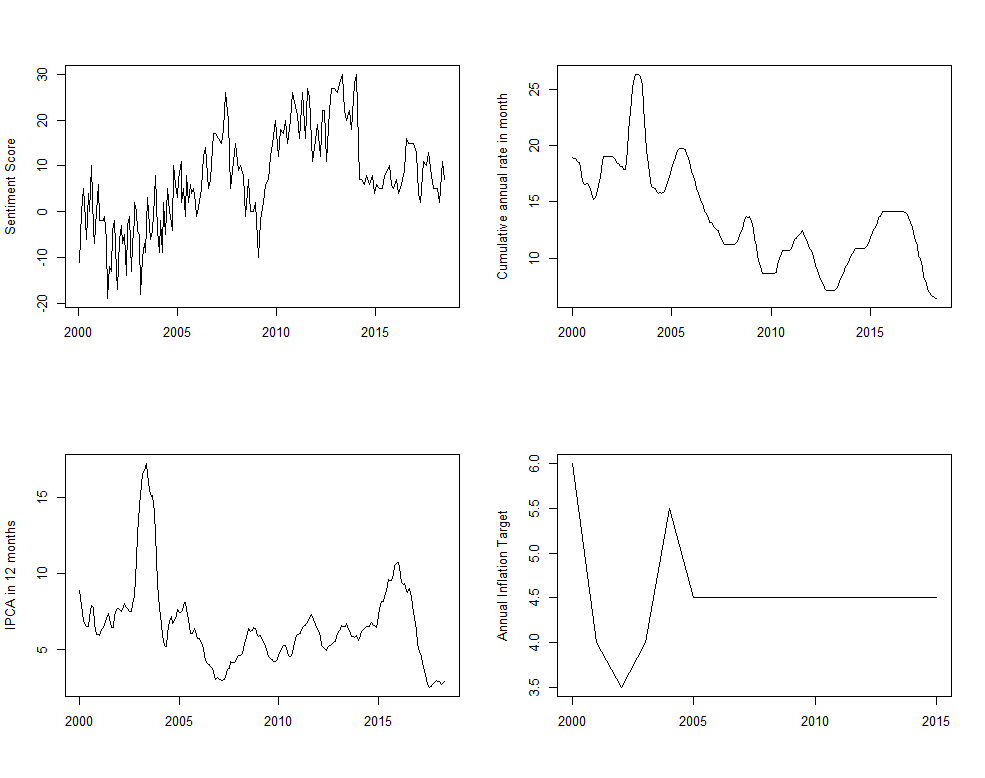 Sentiment Score
30
20
10
0
-10
-20
2000 2005 2010 2015
Cumulative annual rate in month
25
20
15
10
2000 2005 2010 2015
IPCA in 12 months
15
10
5
2000 2005 2010 2015
Annual Inflation Target
6.0
5.5
5.0
4.5
4.0
3.5
2000 2005 2010 2015